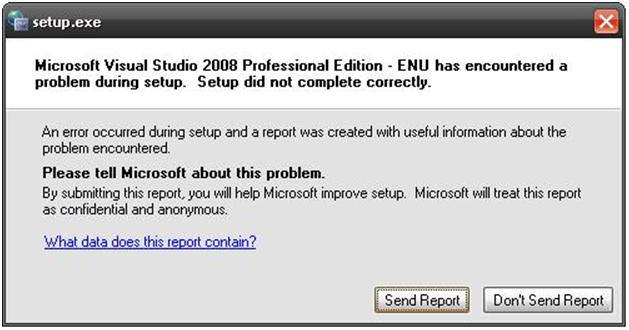 setup.exe
Microsoft Visual Studio 2008 Professional Edition - ENU has encountered a
problem during setup.  Setup did not complete correctly.
An error occurred during setup and a report was created with useful information about the
problem encountered.
Please tell Microsoft about this problem.
By submitting this report, you will help Microsoft improve setup.  Microsoft will treat this report
as confidential and anonymous.
What data does this report contain?
Send Report
Don't Send Report